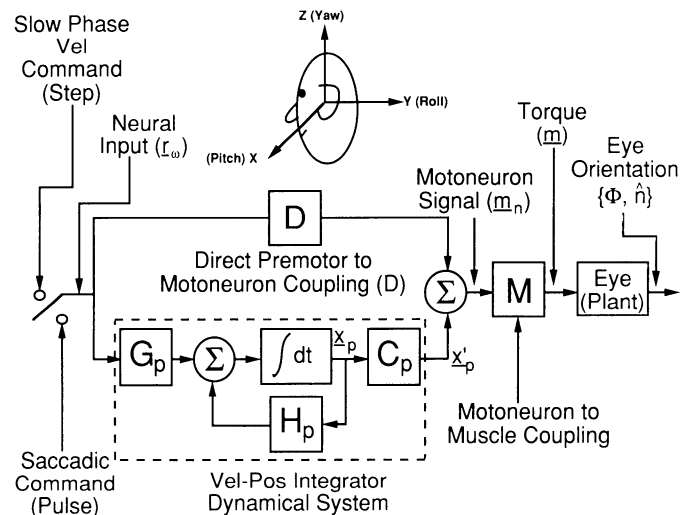 Slow Phase
Vel
Command
(Step)
Z (Yaw)
Y (Roll)
(Pitch) X
Neural
Input (r_ω)
Torque
(m)
Eye
Orientation
{Φ, n̂}
Motoneuron
Signal (m_n)
D
Direct Premotor to
Motoneuron Coupling (D)
Σ
M
Eye
(Plant)
G_p
Σ
∫ dt
x_p
C_p
x'_p
H_p
Motoneuron to
Muscle Coupling
Saccadic
Command
(Pulse)
Vel-Pos Integrator
Dynamical System